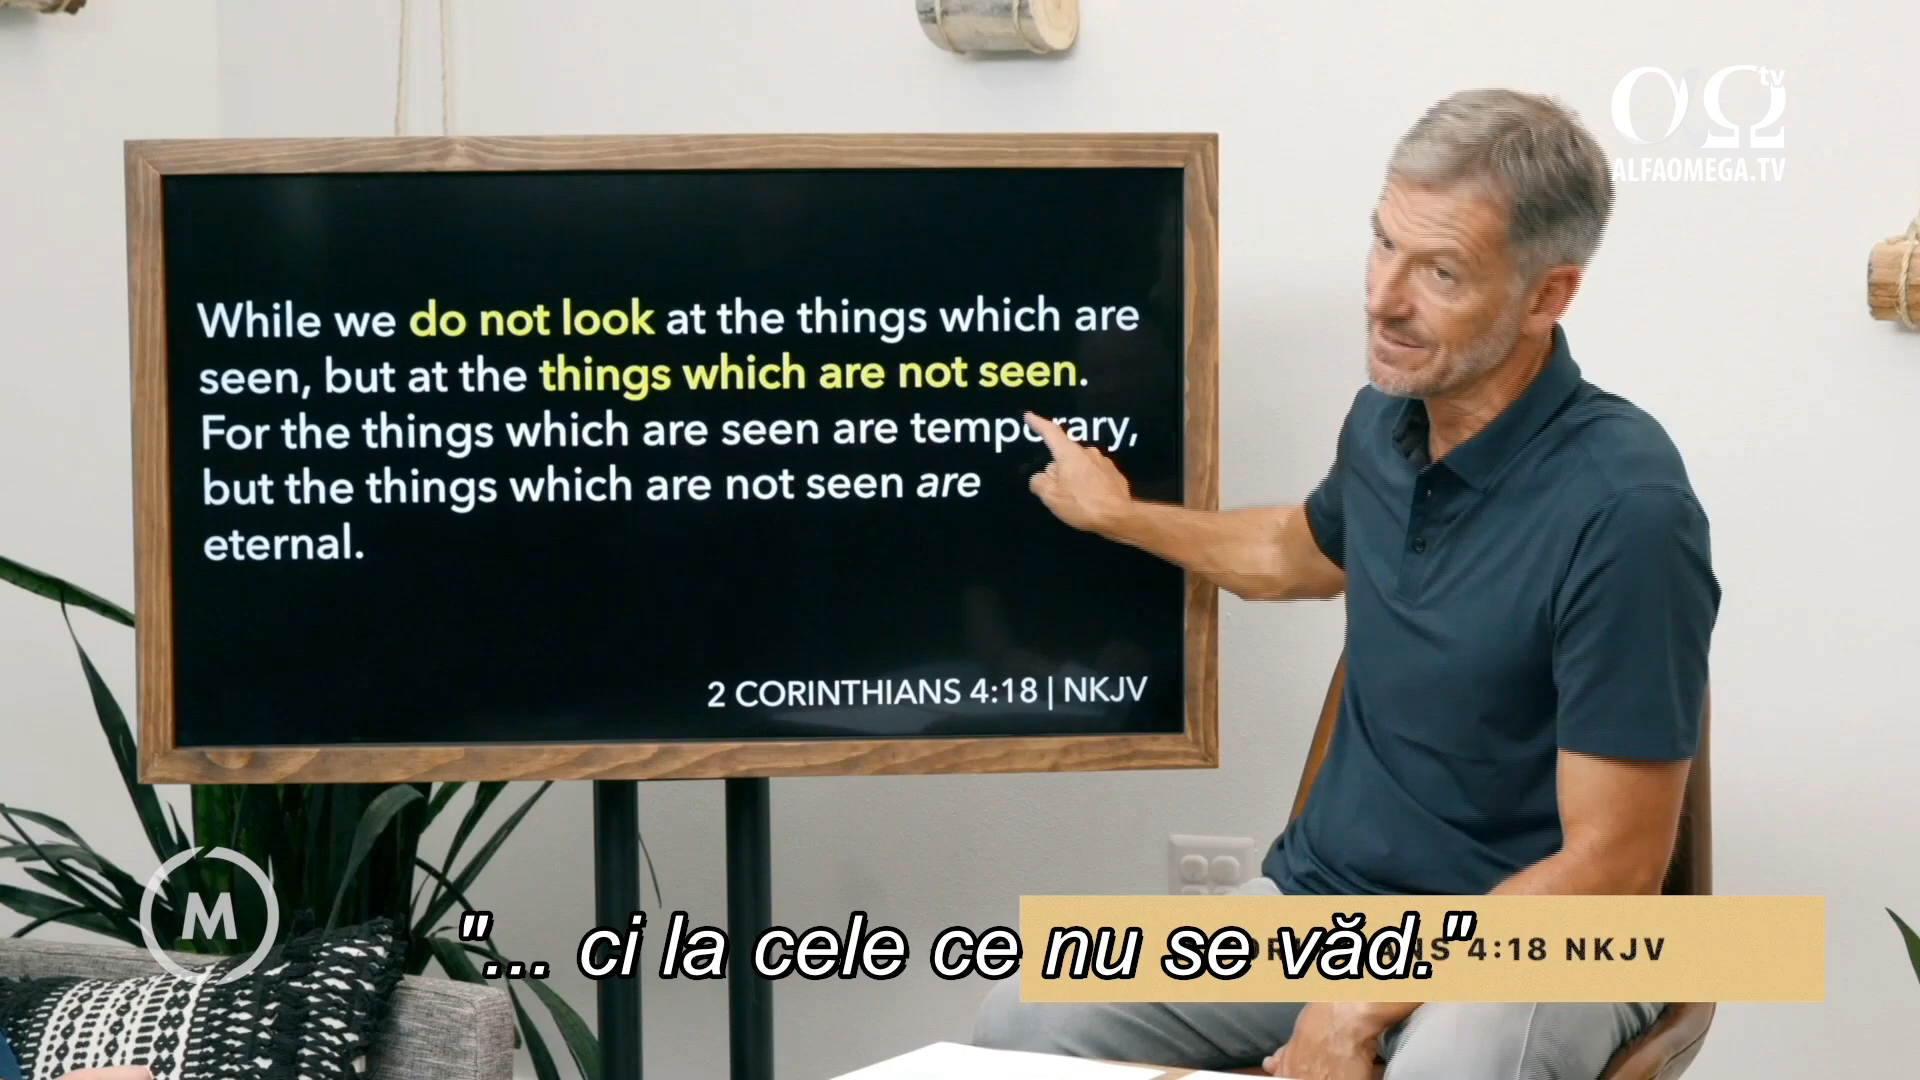 tv
ALFAOMEGA.TV
While we do not look at the things which are
seen, but at the things which are not seen.
For the things which are seen are temporary,
but the things which are not seen are
eternal.
2 CORINTHIANS 4:18 | NKJV
M
"... ci la cele ce nu se văd."
4:18 NKJV